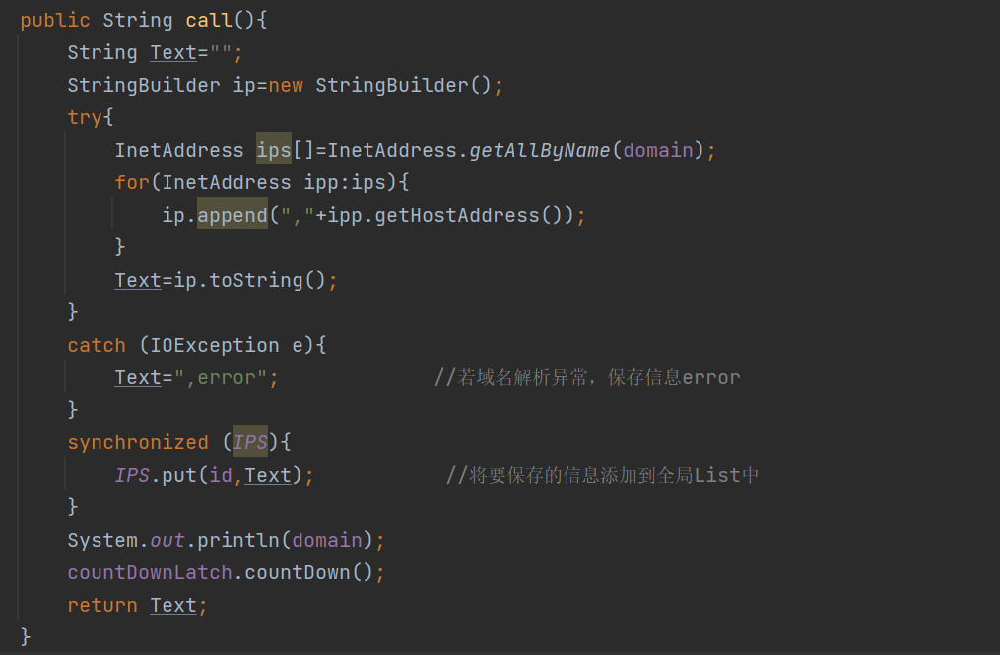 public String call(){
    String Text="";
    StringBuilder ip=new StringBuilder();
    try{
        InetAddress ips[]=InetAddress.getAllByName(domain);
        for(InetAddress ipp:ips){
            ip.append(","+ipp.getHostAddress());
        }
        Text=ip.toString();
    }
    catch (IOException e){
        Text=",error";             //若域名解析异常，保存信息error
    }
    synchronized (IPS){
        IPS.put(id,Text);           //将要保存的信息添加到全局List中
    }
    System.out.println(domain);
    countDownLatch.countDown();
    return Text;
}